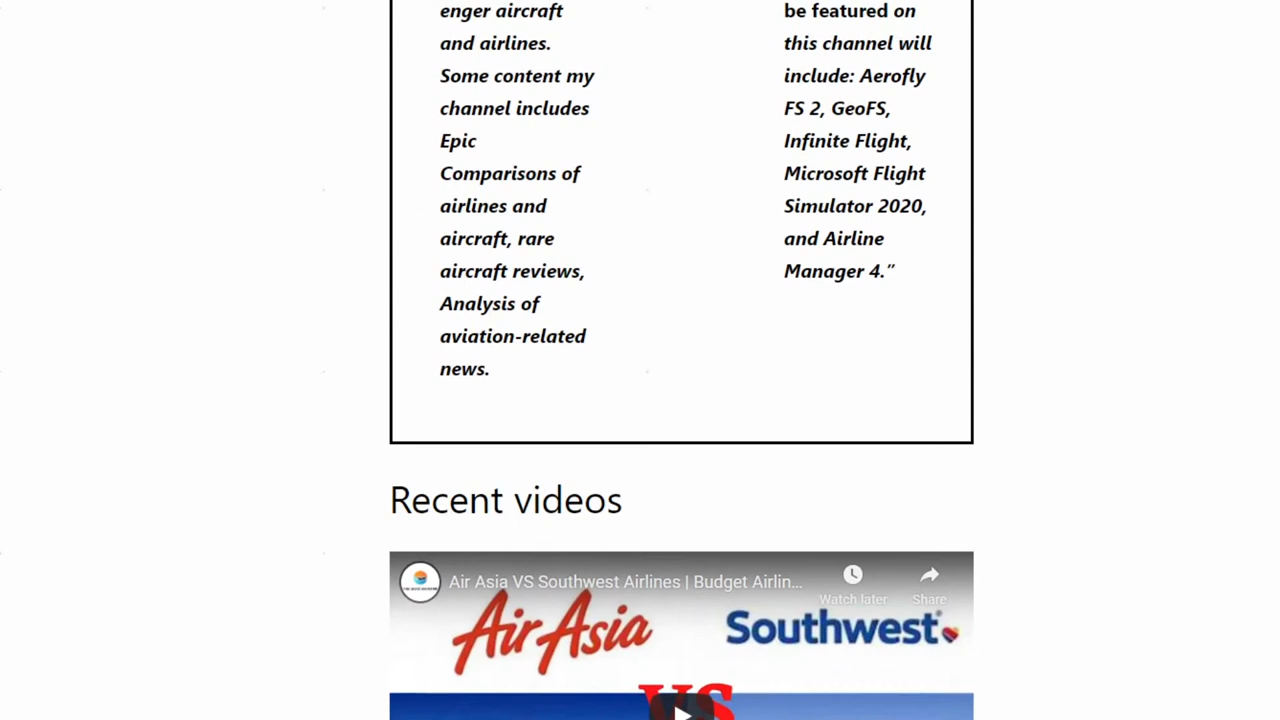 enger aircraft
and airlines.
Some content my
channel includes
Epic
Comparisons of
airlines and
aircraft, rare
aircraft reviews,
Analysis of
aviation-related
news.
be featured on
this channel will
include: Aerofly
FS 2, GeoFS,
Infinite Flight,
Microsoft Flight
Simulator 2020,
and Airline
Manager 4.”
Recent videos
Air Asia VS Southwest Airlines | Budget Airlin...
Watch later
Share
AirAsia
Southwest®
VS